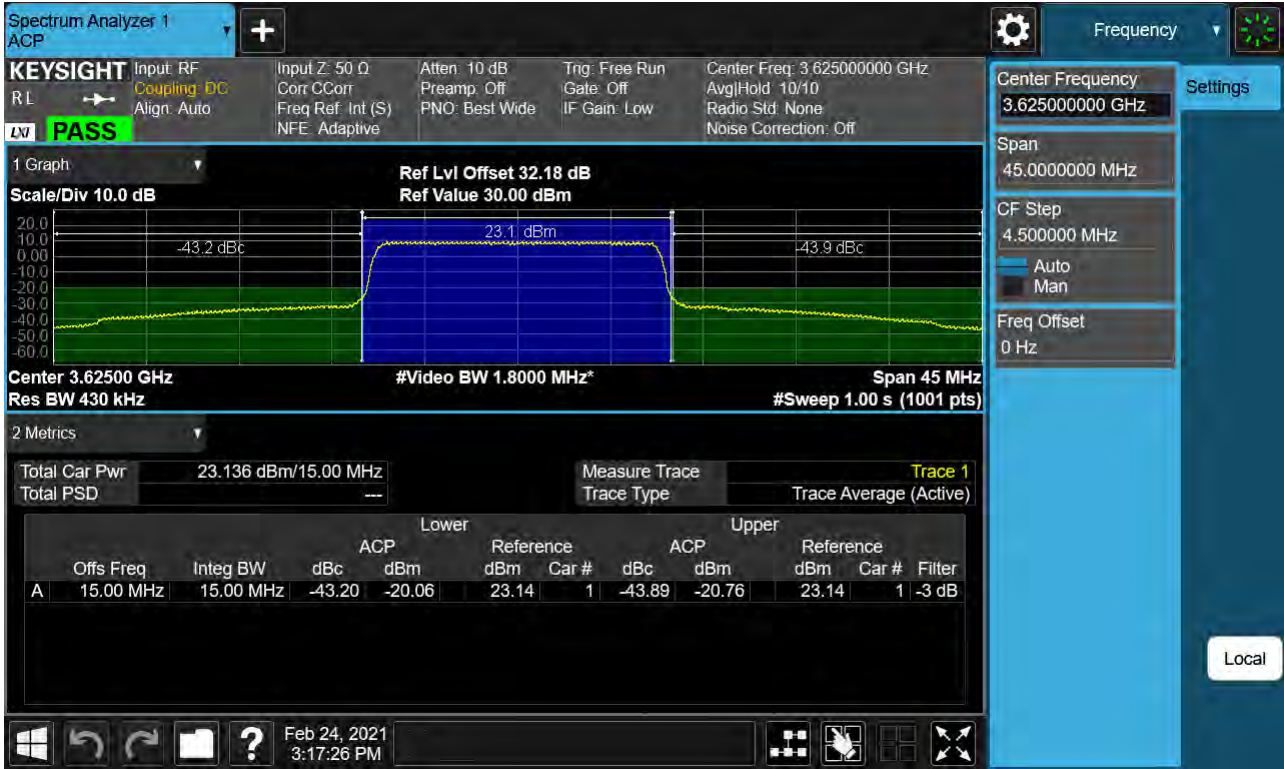 Spectrum Analyzer 1
ACP
Frequency
KEYSIGHT
RL
LXI
PASS
Input: RF
Coupling: DC
Align: Auto
Input Z: 50 Ω
Corr CCorr
Freq Ref: Int (S)
NFE: Adaptive
Atten: 10 dB
Preamp: Off
PNO: Best Wide
Trig: Free Run
Gate: Off
IF Gain: Low
Center Freq: 3.625000000 GHz
Avg|Hold: 10/10
Radio Std: None
Noise Correction: Off
1 Graph
Scale/Div 10.0 dB
Ref Lvl Offset 32.18 dB
Ref Value 30.00 dBm
20.0
10.0
0.00
-10.0
-20.0
-30.0
-40.0
-50.0
-60.0
-43.2 dBc
23.1 dBm
-43.9 dBc
Center 3.62500 GHz
#Video BW 1.8000 MHz*
Span 45 MHz
Res BW 430 kHz
#Sweep 1.00 s (1001 pts)
2 Metrics
Total Car Pwr 23.136 dBm/15.00 MHz
Total PSD ---
Measure Trace Trace 1
Trace Type Trace Average (Active)
Lower Upper
ACP Reference ACP Reference
Offs Freq Integ BW dBc dBm dBm Car # dBc dBm dBm Car # Filter
A 15.00 MHz 15.00 MHz -43.20 -20.06 23.14 1 -43.89 -20.76 23.14 1 -3 dB
Feb 24, 2021
3:17:26 PM
Center Frequency
3.625000000 GHz
Span
45.0000000 MHz
CF Step
4.500000 MHz
Auto
Man
Freq Offset
0 Hz
Settings
Local